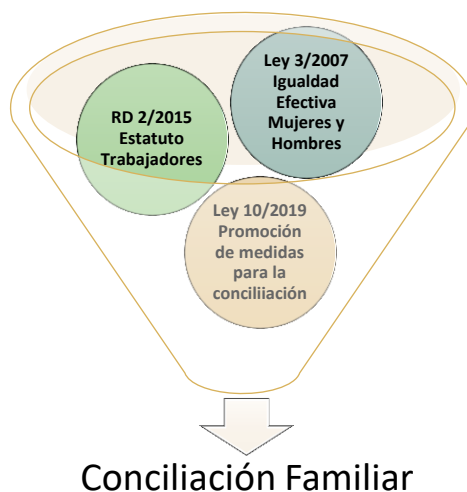 RD 2/2015
Estatuto
Trabajadores
Ley 3/2007
Igualdad
Efectiva
Mujeres y
Hombres
Ley 10/2019
Promoción
de medidas
para la
conciliiación
Conciliación Familiar